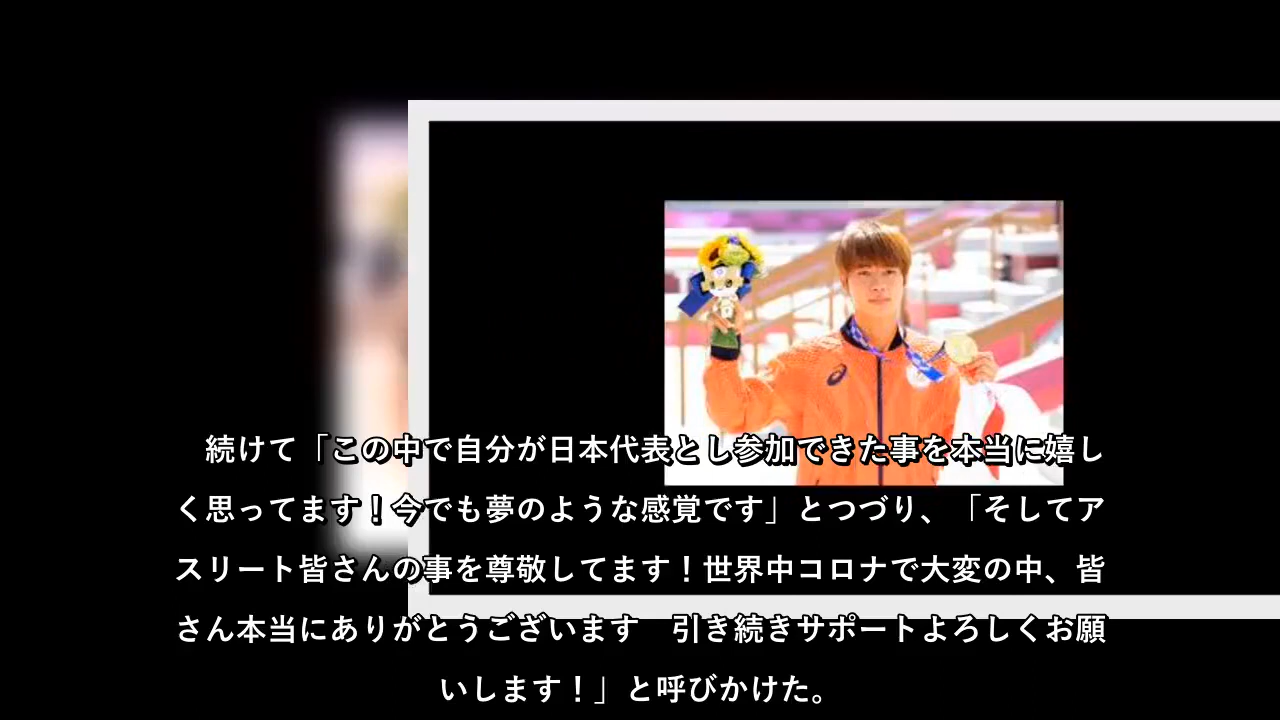 続けて「この中で自分が日本代表とし参加できた事を本当に嬉し
く思ってます！今でも夢のような感覚です」とつづり、「そしてア
スリート皆さんの事を尊敬してます！世界中コロナで大変の中、皆
さん本当にありがとうございます　引き続きサポートよろしくお願
いします！」と呼びかけた。